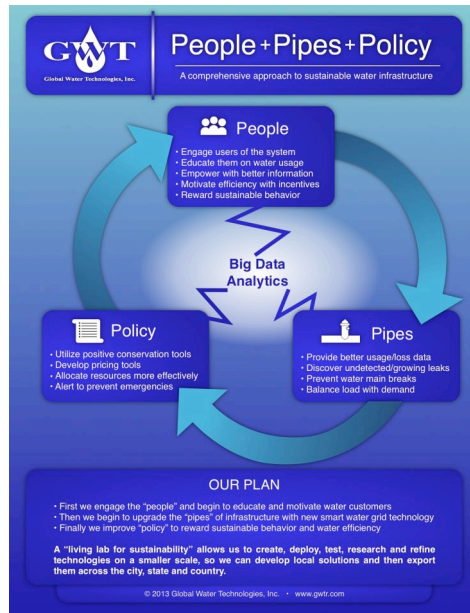 GWT
Global Water Technologies, Inc.
People+Pipes+Policy
A comprehensive approach to sustainable water infrastructure
People
• Engage users of the system
• Educate them on water usage
• Empower with better information
• Motivate efficiency with incentives
• Reward sustainable behavior
Big Data
Analytics
Policy
• Utilize positive conservation tools
• Develop pricing tools
• Allocate resources more effectively
• Alert to prevent emergencies
Pipes
• Provide better usage/loss data
• Discover undetected/growing leaks
• Prevent water main breaks
• Balance load with demand
OUR PLAN
• First we engage the "people" and begin to educate and motivate water customers
• Then we begin to upgrade the "pipes" of infrastructure with new smart water grid technology
• Finally we improve "policy" to reward sustainable behavior and water efficiency
A "living lab for sustainability" allows us to create, deploy, test, research and refine
technologies on a smaller scale, so we can develop local solutions and then export
them across the city, state and country.
© 2013 Global Water Technologies, Inc. • www.gwtr.com